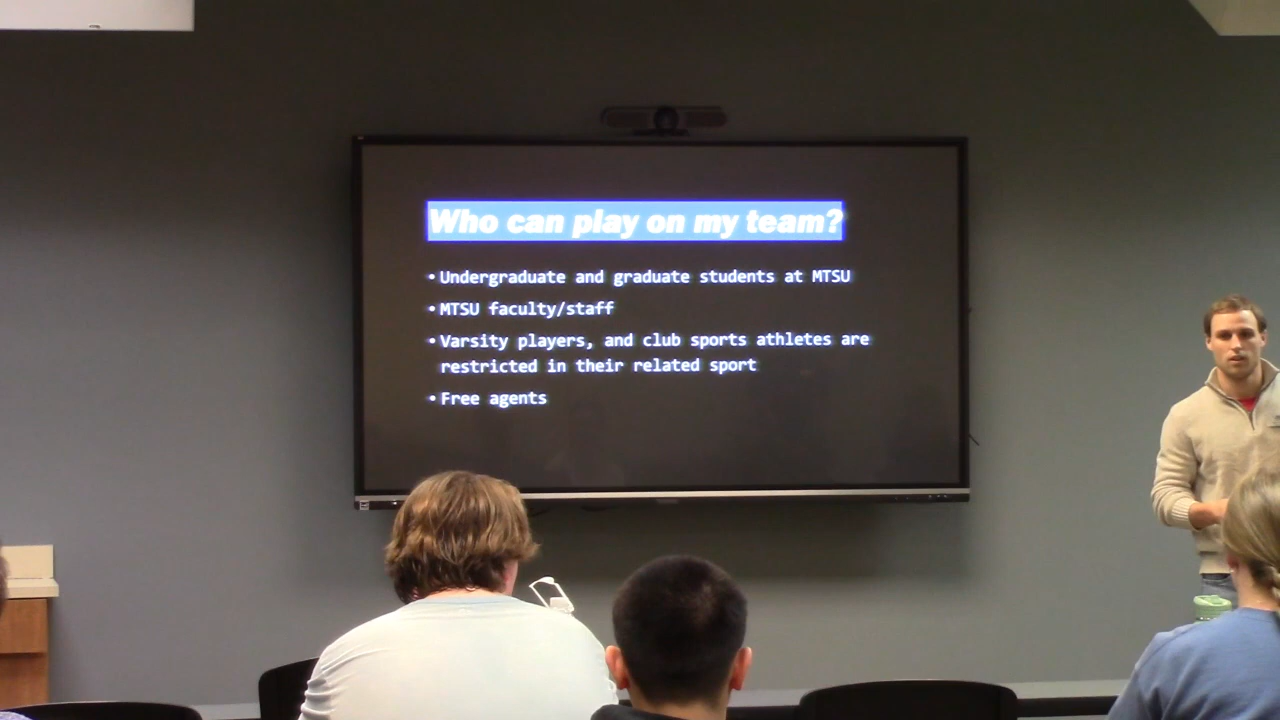 Who can play on my team?
• Undergraduate and graduate students at MTSU
• MTSU faculty/staff
• Varsity players, and club sports athletes are
restricted in their related sport
• Free agents